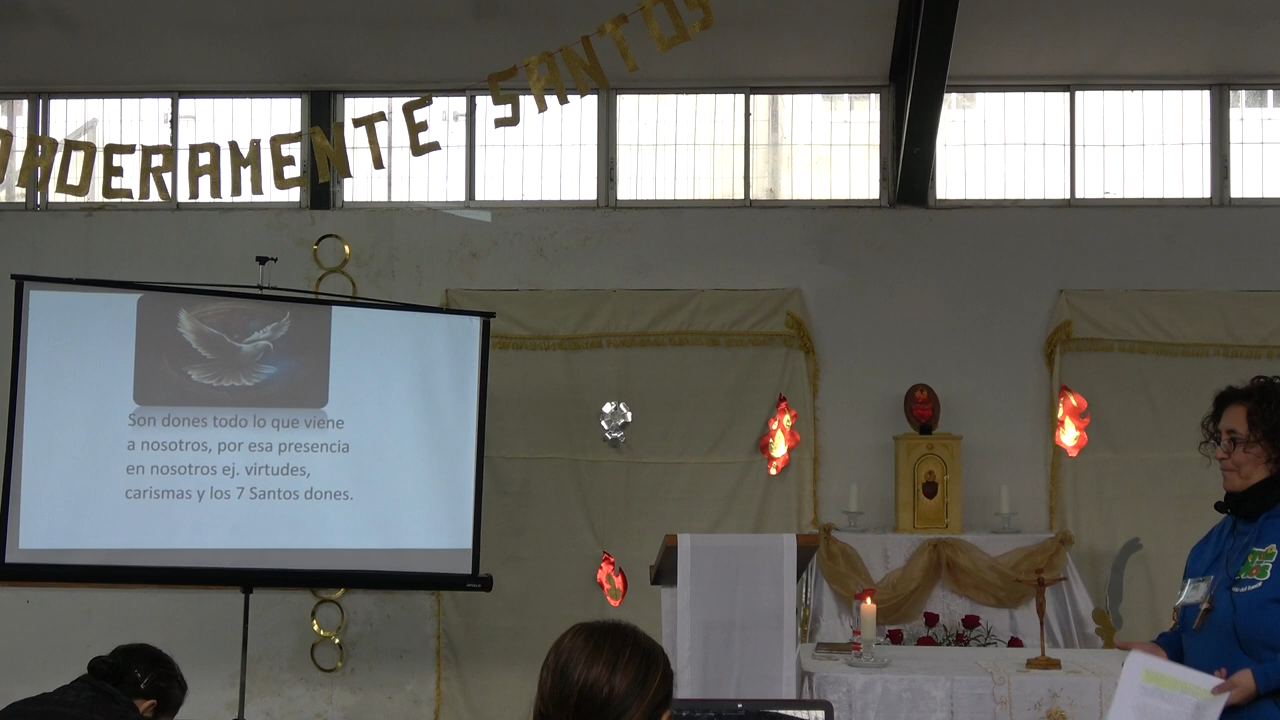 ORDERAMENTE SANTOS
Son dones todo lo que viene
a nosotros, por esa presencia
en nosotros ej. virtudes,
carismas y los 7 Santos dones.